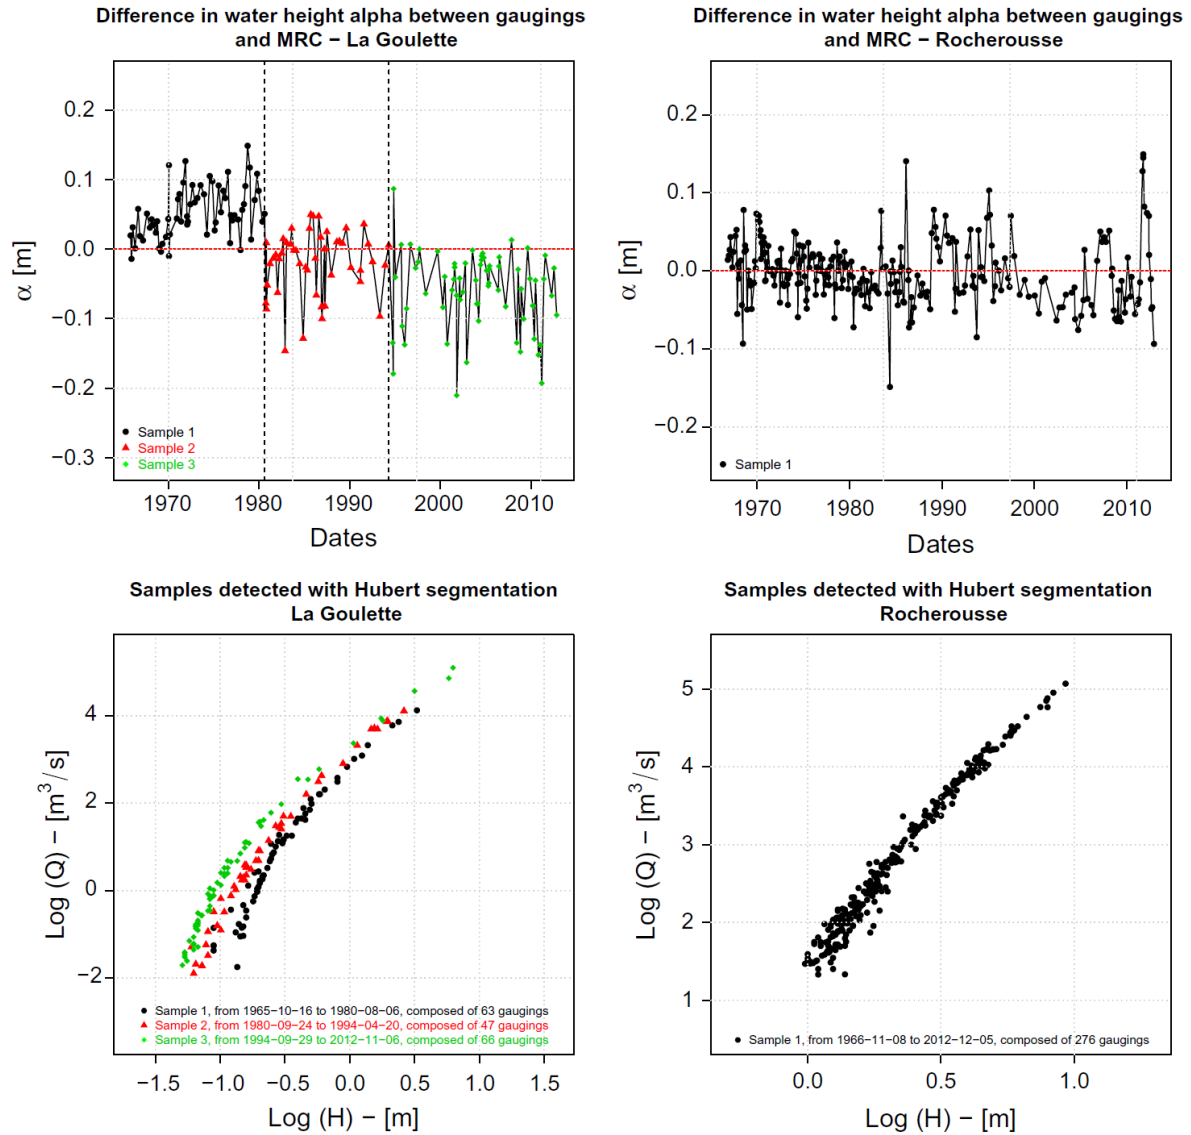 Difference in water height alpha between gaugings
and MRC − La Goulette
0.2
0.1
0.0
−0.1
−0.2
−0.3
α [m]
Sample 1
Sample 2
Sample 3
1970
1980
1990
2000
2010
Dates
Difference in water height alpha between gaugings
and MRC − Rocherousse
0.2
0.1
0.0
−0.1
−0.2
α [m]
Sample 1
1970
1980
1990
2000
2010
Dates
Samples detected with Hubert segmentation
La Goulette
4
2
0
−2
Log (Q) − [m³/s]
Sample 1, from 1965−10−16 to 1980−08−06, composed of 63 gaugings
Sample 2, from 1980−09−24 to 1994−04−20, composed of 47 gaugings
Sample 3, from 1994−09−29 to 2012−11−06, composed of 66 gaugings
−1.5
−1.0
−0.5
0.0
0.5
1.0
1.5
Log (H) − [m]
Samples detected with Hubert segmentation
Rocherousse
5
4
3
2
1
Log (Q) − [m³/s]
Sample 1, from 1966−11−08 to 2012−12−05, composed of 276 gaugings
0.0
0.5
1.0
Log (H) − [m]